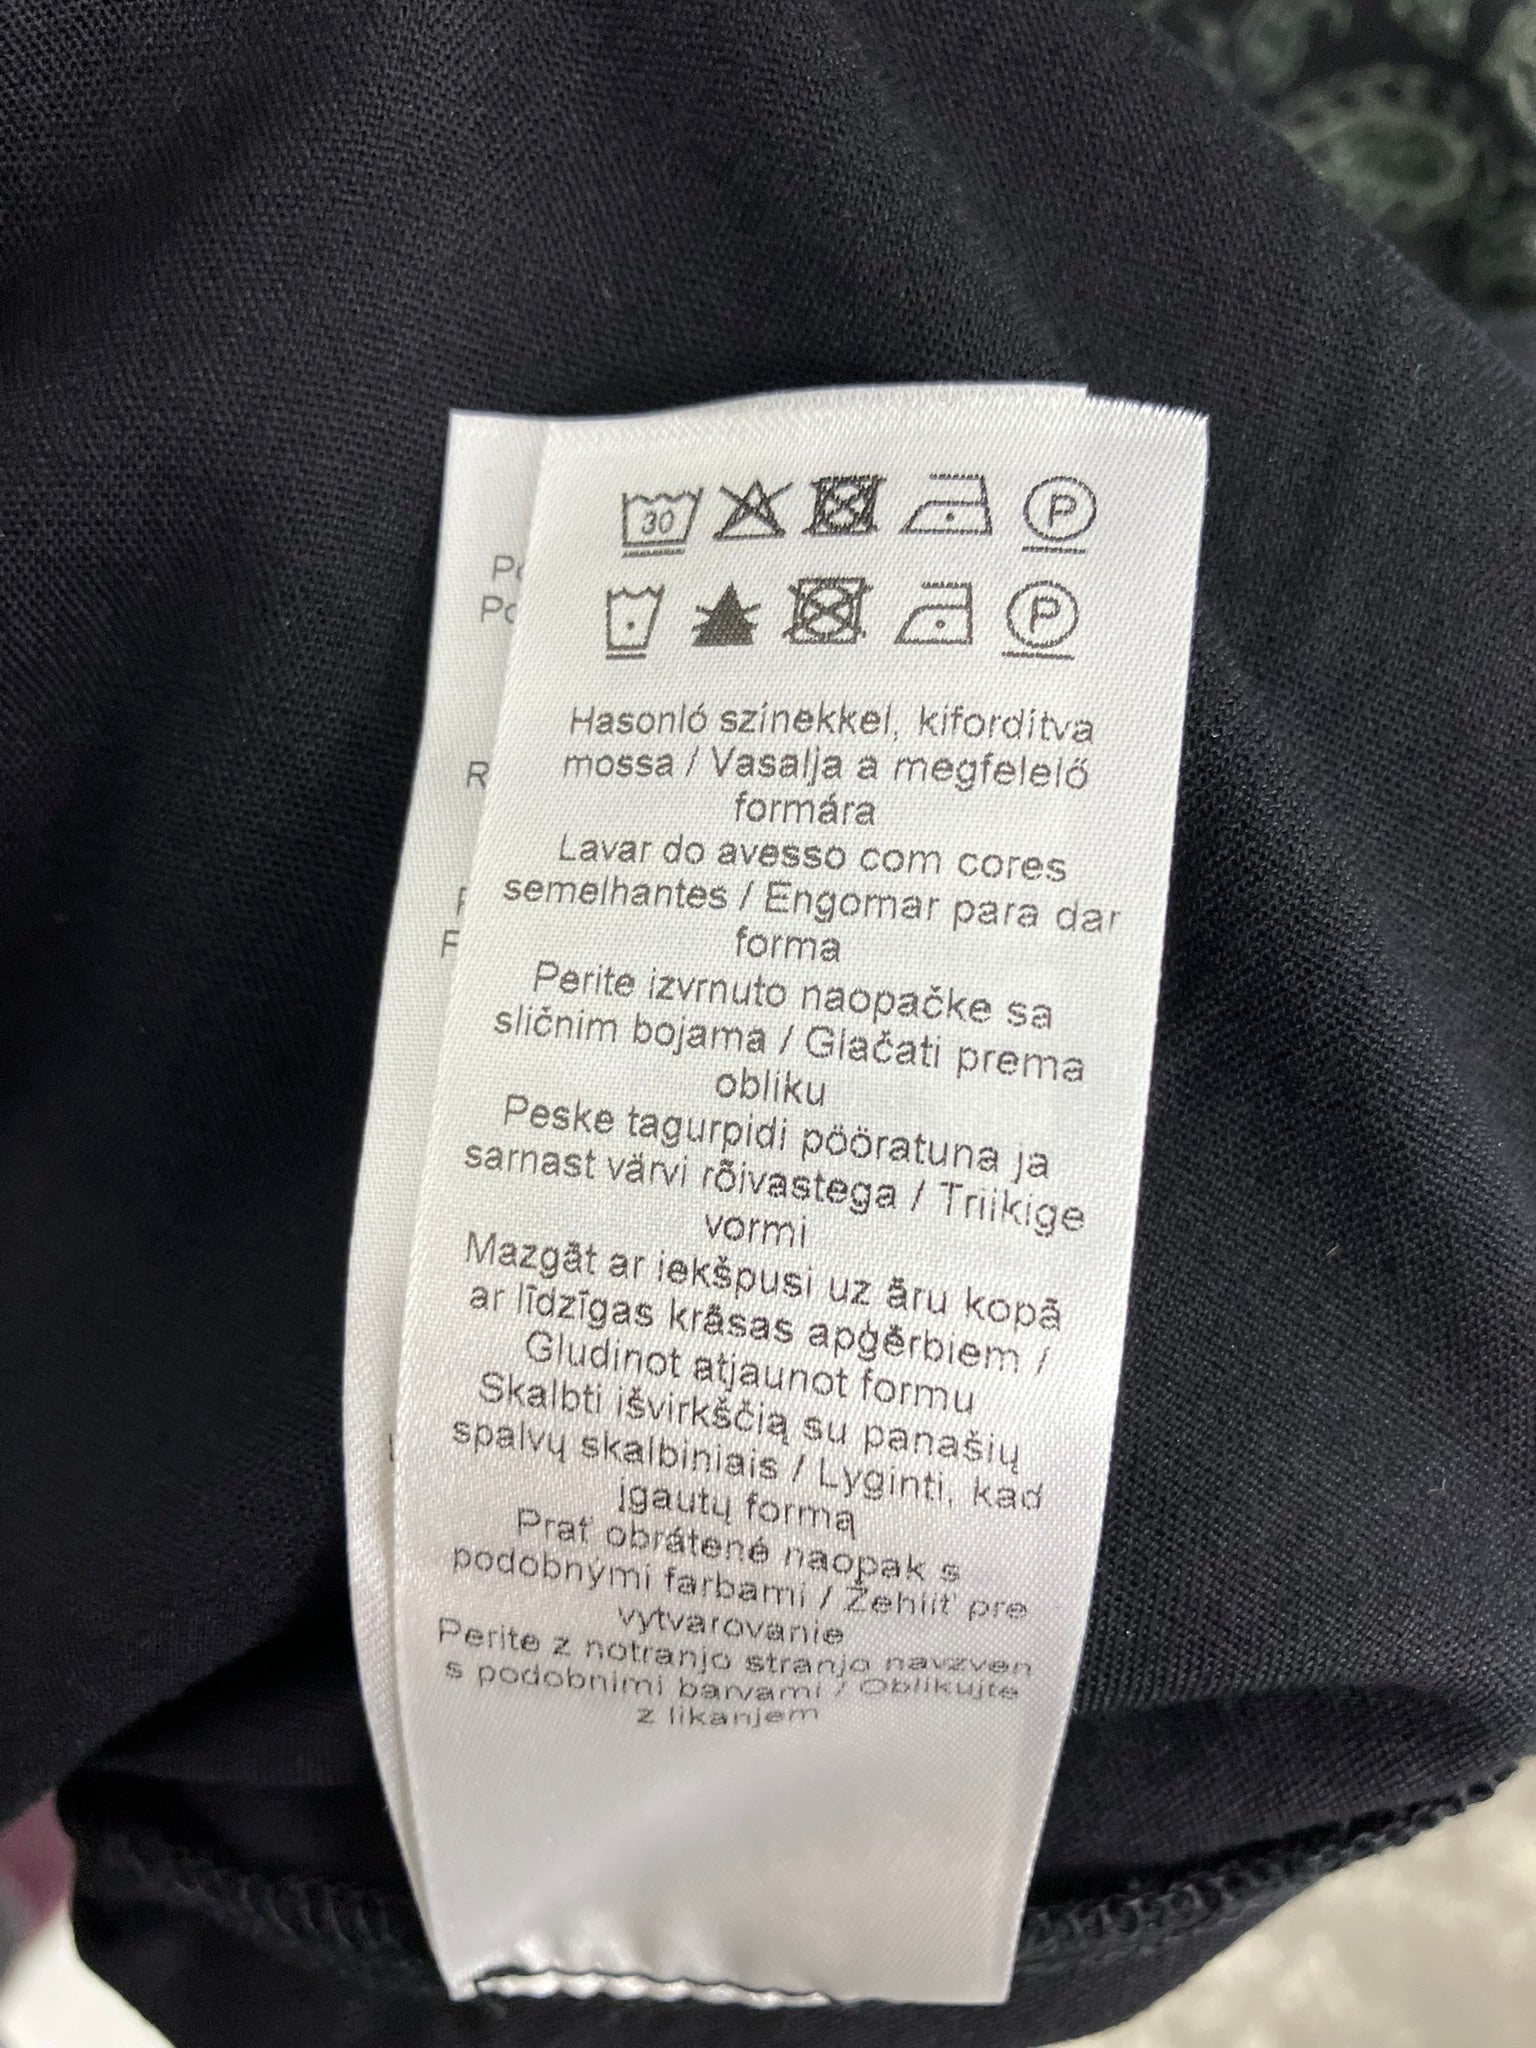 30 P
P
Po
Po
R
F
F
Hasonló színekkel, kifordítva
mossa / Vasalja a megfelelő
formára
Lavar do avesso com cores
semelhantes / Engomar para dar
forma
Perite izvrnuto naopačke sa
sličnim bojama / Glačati prema
obliku
Peske tagurpidi pööratuna ja
sarnast värvi rõivastega / Triikige
vormi
Mazgāt ar iekšpusi uz āru kopā
ar līdzīgas krāsas apģērbiem /
Gludinot atjaunot formu
Skalbti išvirkščią su panašių
spalvų skalbiniais / Lyginti, kad
įgautų formą
Prať obrátené naopak s
podobnými farbami / Žehliť pre
vytvarovanie
Perite z notranjo stranjo navzven
s podobnimi barvami / Oblikujte
z likanjem